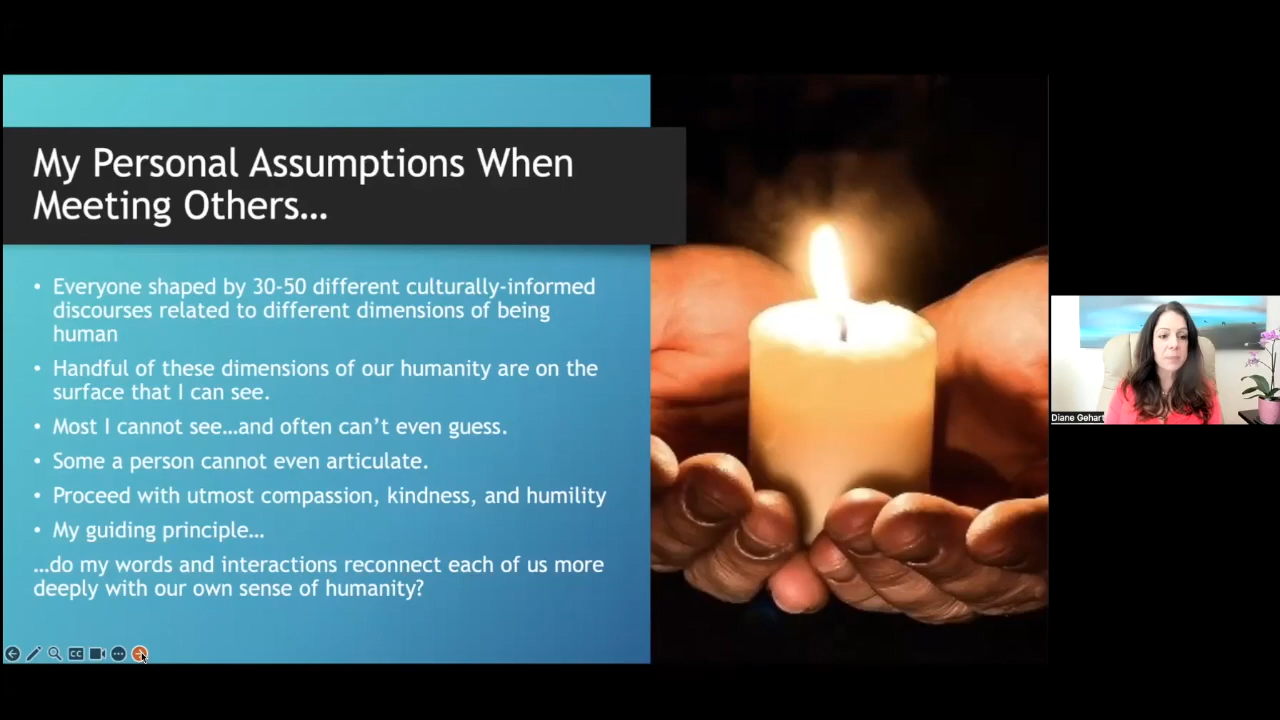 My Personal Assumptions When
Meeting Others…
• Everyone shaped by 30-50 different culturally-informed
discourses related to different dimensions of being
human
• Handful of these dimensions of our humanity are on the
surface that I can see.
• Most I cannot see…and often can’t even guess.
• Some a person cannot even articulate.
• Proceed with utmost compassion, kindness, and humility
• My guiding principle…
…do my words and interactions reconnect each of us more
deeply with our own sense of humanity?
CC
Diane Gehart